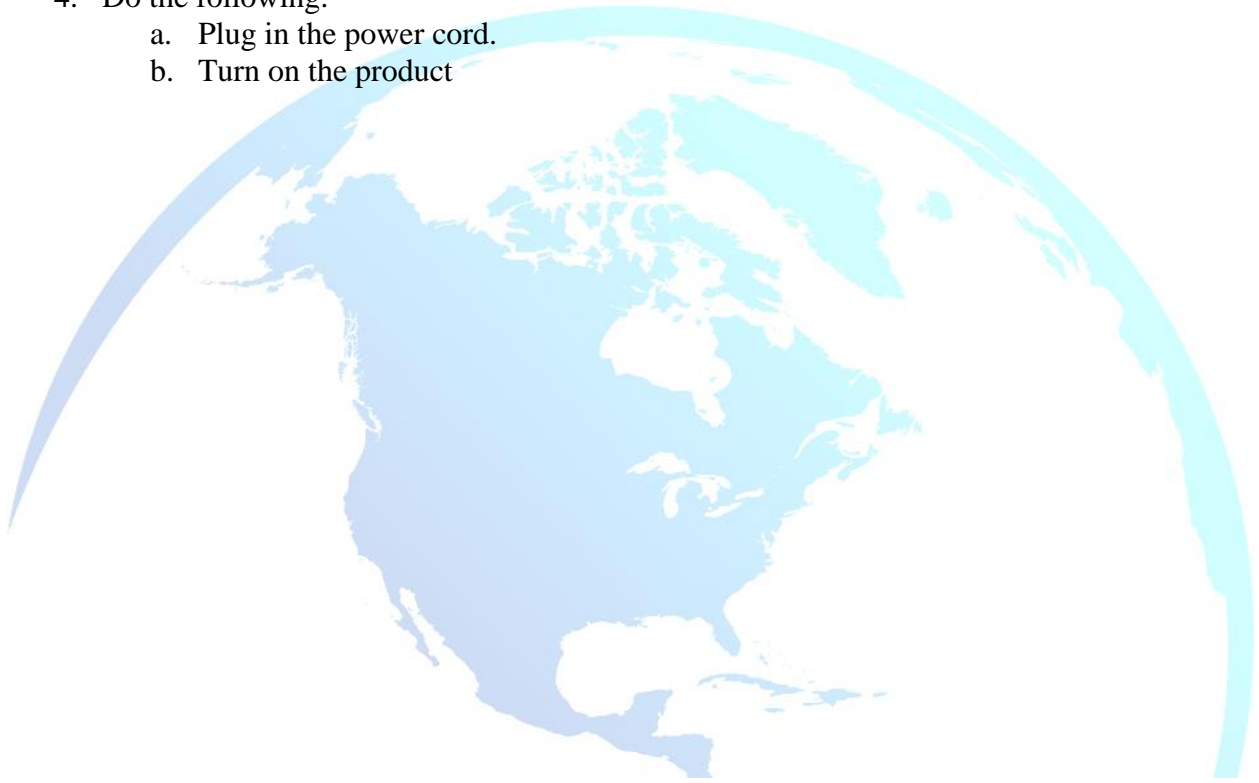 4. Do the following:
a. Plug in the power cord.
b. Turn on the product